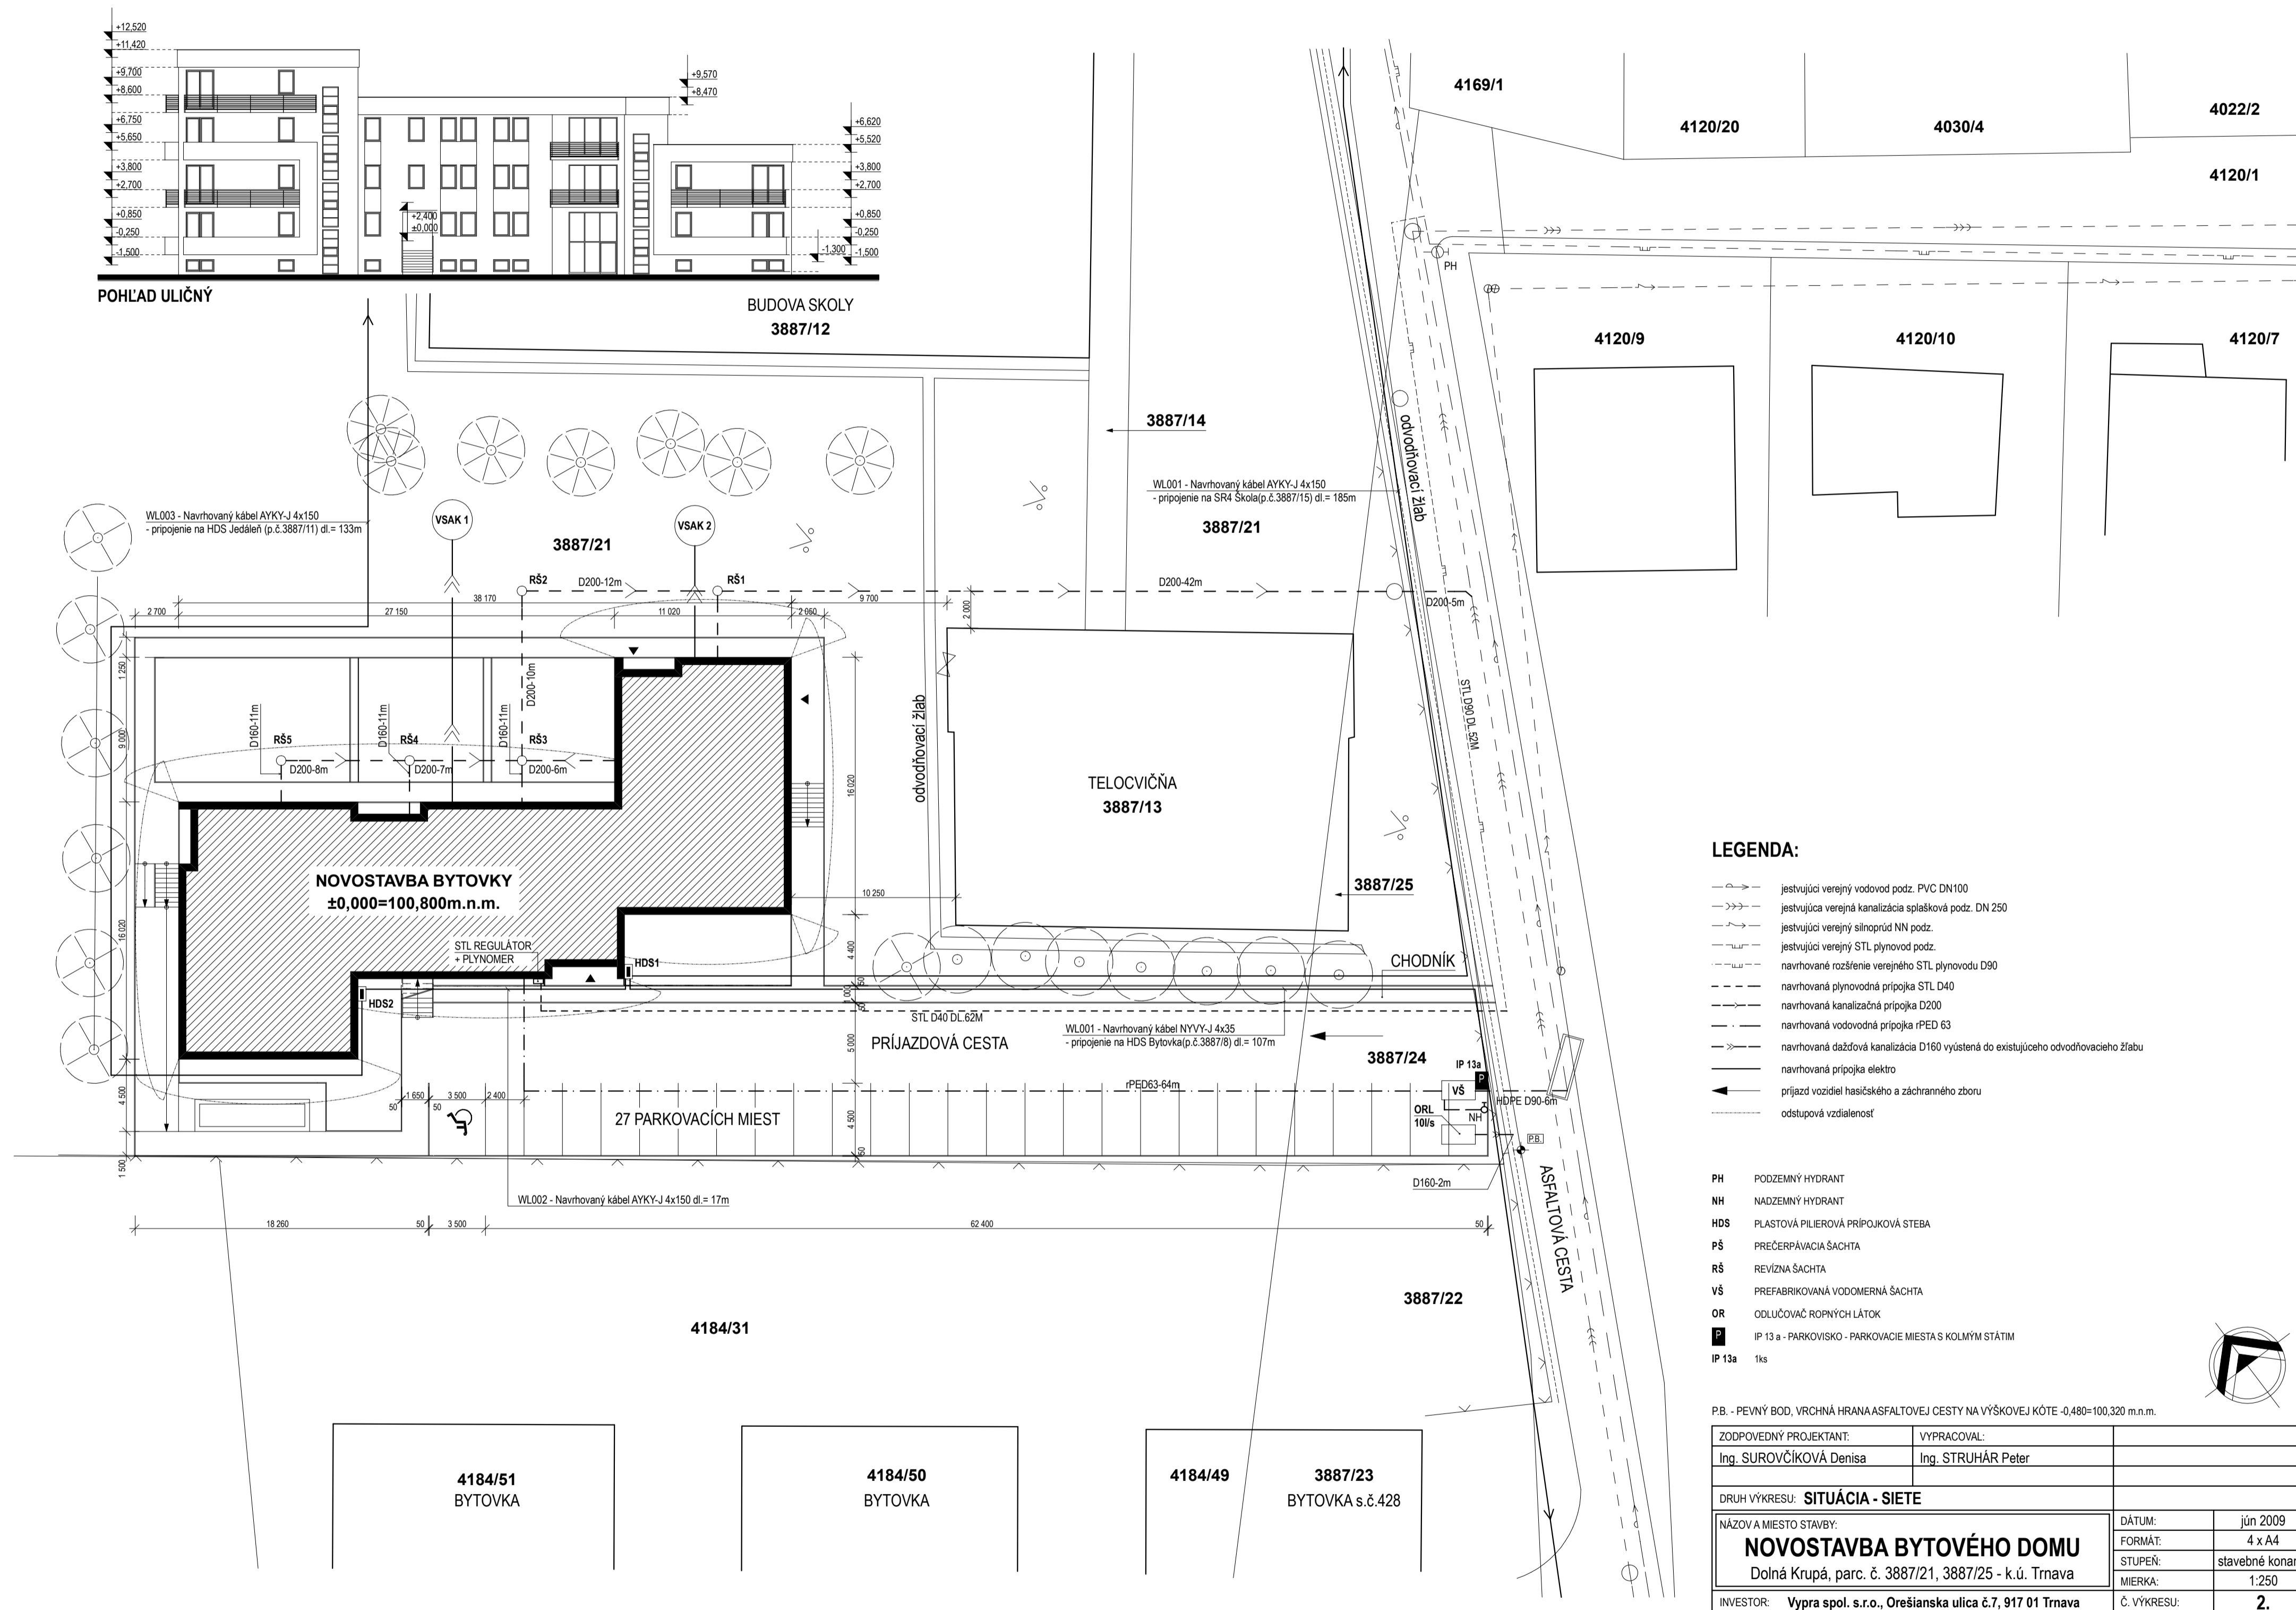 +12,520
+11,420
+9,700
+8,600
+6,750
+5,650
+3,800
+2,700
+0,850
-0,250
-1,500
+9,570
+8,470
+6,620
+5,520
+3,800
+2,700
+0,850
-0,250
-1,300
-1,500
+2,400
±0,000
POHĽAD ULIČNÝ
BUDOVA SKOLY
3887/12
4169/1
4120/20
4030/4
4022/2
4120/1
PH
4120/9
4120/10
4120/7
3887/14
odvodňovací žlab
WL001 - Navrhovaný kábel AYKY-J 4x150
- pripojenie na SR4 Škola(p.č.3887/15) dl.= 185m
3887/21
WL003 - Navrhovaný kábel AYKY-J 4x150
- pripojenie na HDS Jedáleň (p.č.3887/11) dl.= 133m
VSAK 1
VSAK 2
3887/21
RŠ2
D200-12m
RŠ1
D200-42m
D200-5m
38 170
9 700
2 700
27 150
11 020
2 060
2 000
1 250
9 000
16 020
4 500
1 500
D160-11m
D160-11m
D160-11m
D200-10m
RŠ5
RŠ4
RŠ3
D200-8m
D200-7m
D200-6m
16 020
odvodňovací žlab
TELOCVIČŇA
3887/13
STL D90 DL.52M
NOVOSTAVBA BYTOVKY
±0,000=100,800m.n.m.
10 250
3887/25
STL REGULÁTOR
+ PLYNOMER
HDS1
HDS2
4 400
50
1 000
50
5 000
4 500
50
CHODNÍK
STL D40 DL.62M
PRÍJAZDOVÁ CESTA
WL001 - Navrhovaný kábel NYVY-J 4x35
- pripojenie na HDS Bytovka(p.č.3887/8) dl.= 107m
3887/24
IP 13a
P
VŠ
rPED63-64m
HDPE D90-6m
ORL
10l/s
NH
P.B.
50
1 650
50
3 500
2 400
27 PARKOVACÍCH MIEST
D160-2m
ASFALTOVÁ CESTA
WL002 - Navrhovaný kábel AYKY-J 4x150 dl.= 17m
18 260
50
3 500
62 400
50
3887/22
4184/31
4184/51
BYTOVKA
4184/50
BYTOVKA
4184/49
3887/23
BYTOVKA s.č.428
LEGENDA:
jestvujúci verejný vodovod podz. PVC DN100
jestvujúca verejná kanalizácia splašková podz. DN 250
jestvujúci verejný silnoprúd NN podz.
jestvujúci verejný STL plynovod podz.
navrhované rozšírenie verejného STL plynovodu D90
navrhovaná plynovodná prípojka STL D40
navrhovaná kanalizačná prípojka D200
navrhovaná vodovodná prípojka rPED 63
navrhovaná dažďová kanalizácia D160 vyústená do existujúceho odvodňovacieho žľabu
navrhovaná prípojka elektro
príjazd vozidiel hasičského a záchranného zboru
odstupová vzdialenosť
PH PODZEMNÝ HYDRANT
NH NADZEMNÝ HYDRANT
HDS PLASTOVÁ PILIEROVÁ PRÍPOJKOVÁ STEBA
PŠ PREČERPÁVACIA ŠACHTA
RŠ REVÍZNA ŠACHTA
VŠ PREFABRIKOVANÁ VODOMERNÁ ŠACHTA
OR ODLUČOVAČ ROPNÝCH LÁTOK
P IP 13 a - PARKOVISKO - PARKOVACIE MIESTA S KOLMÝM STÁTIM
IP 13a 1ks
P.B. - PEVNÝ BOD, VRCHNÁ HRANA ASFALTOVEJ CESTY NA VÝŠKOVEJ KÓTE -0,480=100,320 m.n.m.
ZODPOVEDNÝ PROJEKTANT: VYPRACOVAL:
Ing. SUROVČÍKOVÁ Denisa Ing. STRUHÁR Peter
DRUH VÝKRESU: SITUÁCIA - SIETE
NÁZOV A MIESTO STAVBY:
NOVOSTAVBA BYTOVÉHO DOMU
Dolná Krupá, parc. č. 3887/21, 3887/25 - k.ú. Trnava
DÁTUM: jún 2009
FORMÁT: 4 x A4
STUPEŇ: stavebné konan
MIERKA: 1:250
INVESTOR: Vypra spol. s.r.o., Orešianska ulica č.7, 917 01 Trnava
Č. VÝKRESU: 2.